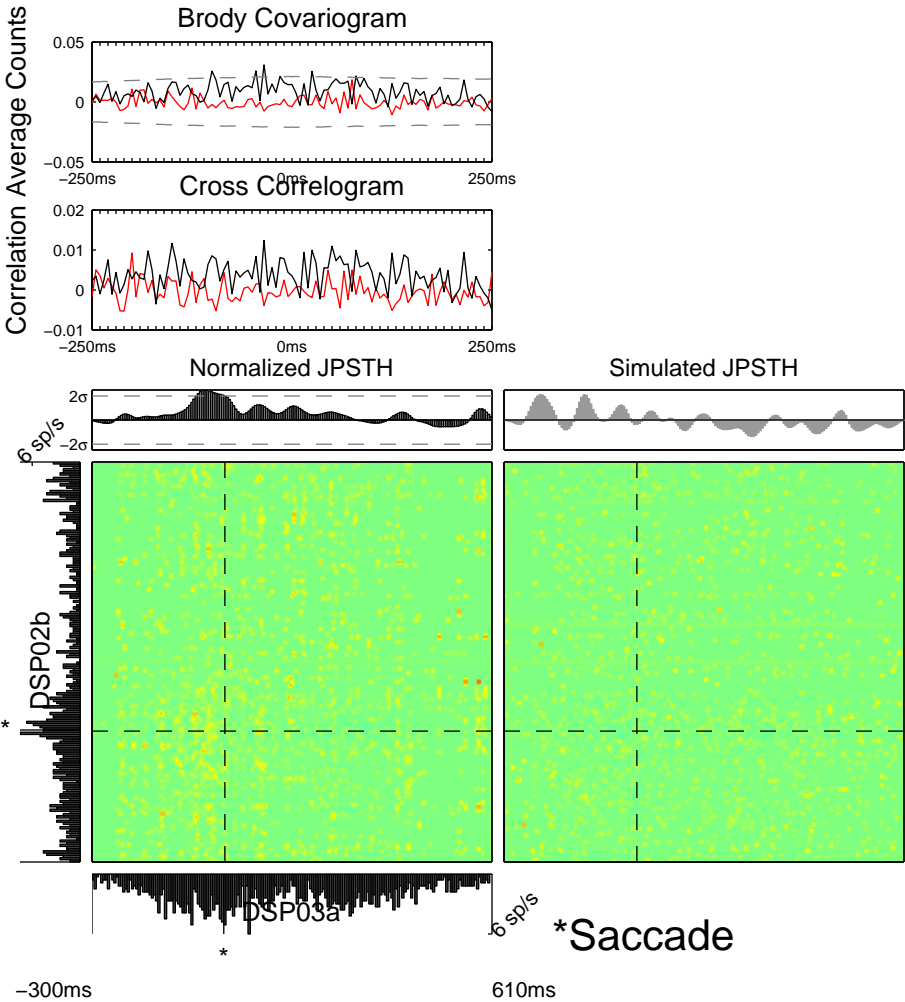 Brody Covariogram
Correlation Average Counts
0.05
0
−0.05
−250ms
0ms
250ms
Cross Correlogram
0.02
0.01
0
−0.01
−250ms
0ms
250ms
Normalized JPSTH
Simulated JPSTH
2σ
−2σ
6 sp/s
DSP02b
*
DSP03a
6 sp/s
*
*Saccade
−300ms
610ms